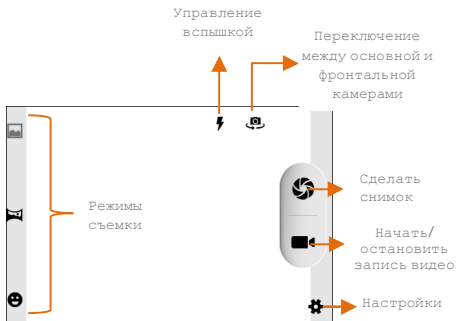 Управление
вспышкой
Переключение
между основной и
фронтальной
камерами
Сделать
снимок
Режимы
съемки
Начать/
остановить
запись видео
Настройки